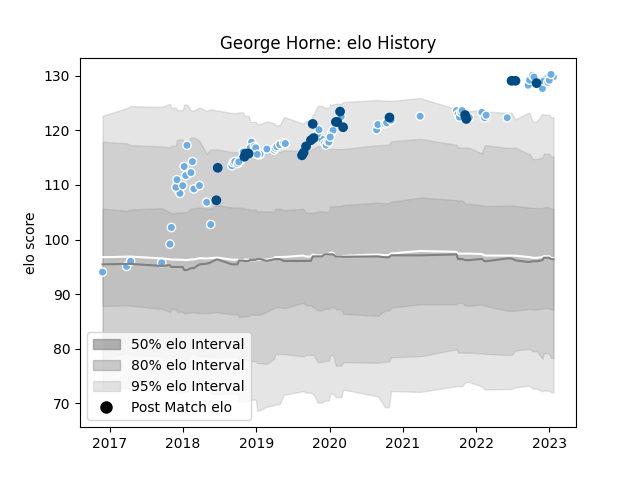 George Horne: elo History
elo score
130
120
110
100
90
80
70
50% elo Interval
80% elo Interval
95% elo Interval
Post Match elo
2017 2018 2019 2020 2021 2022 2023